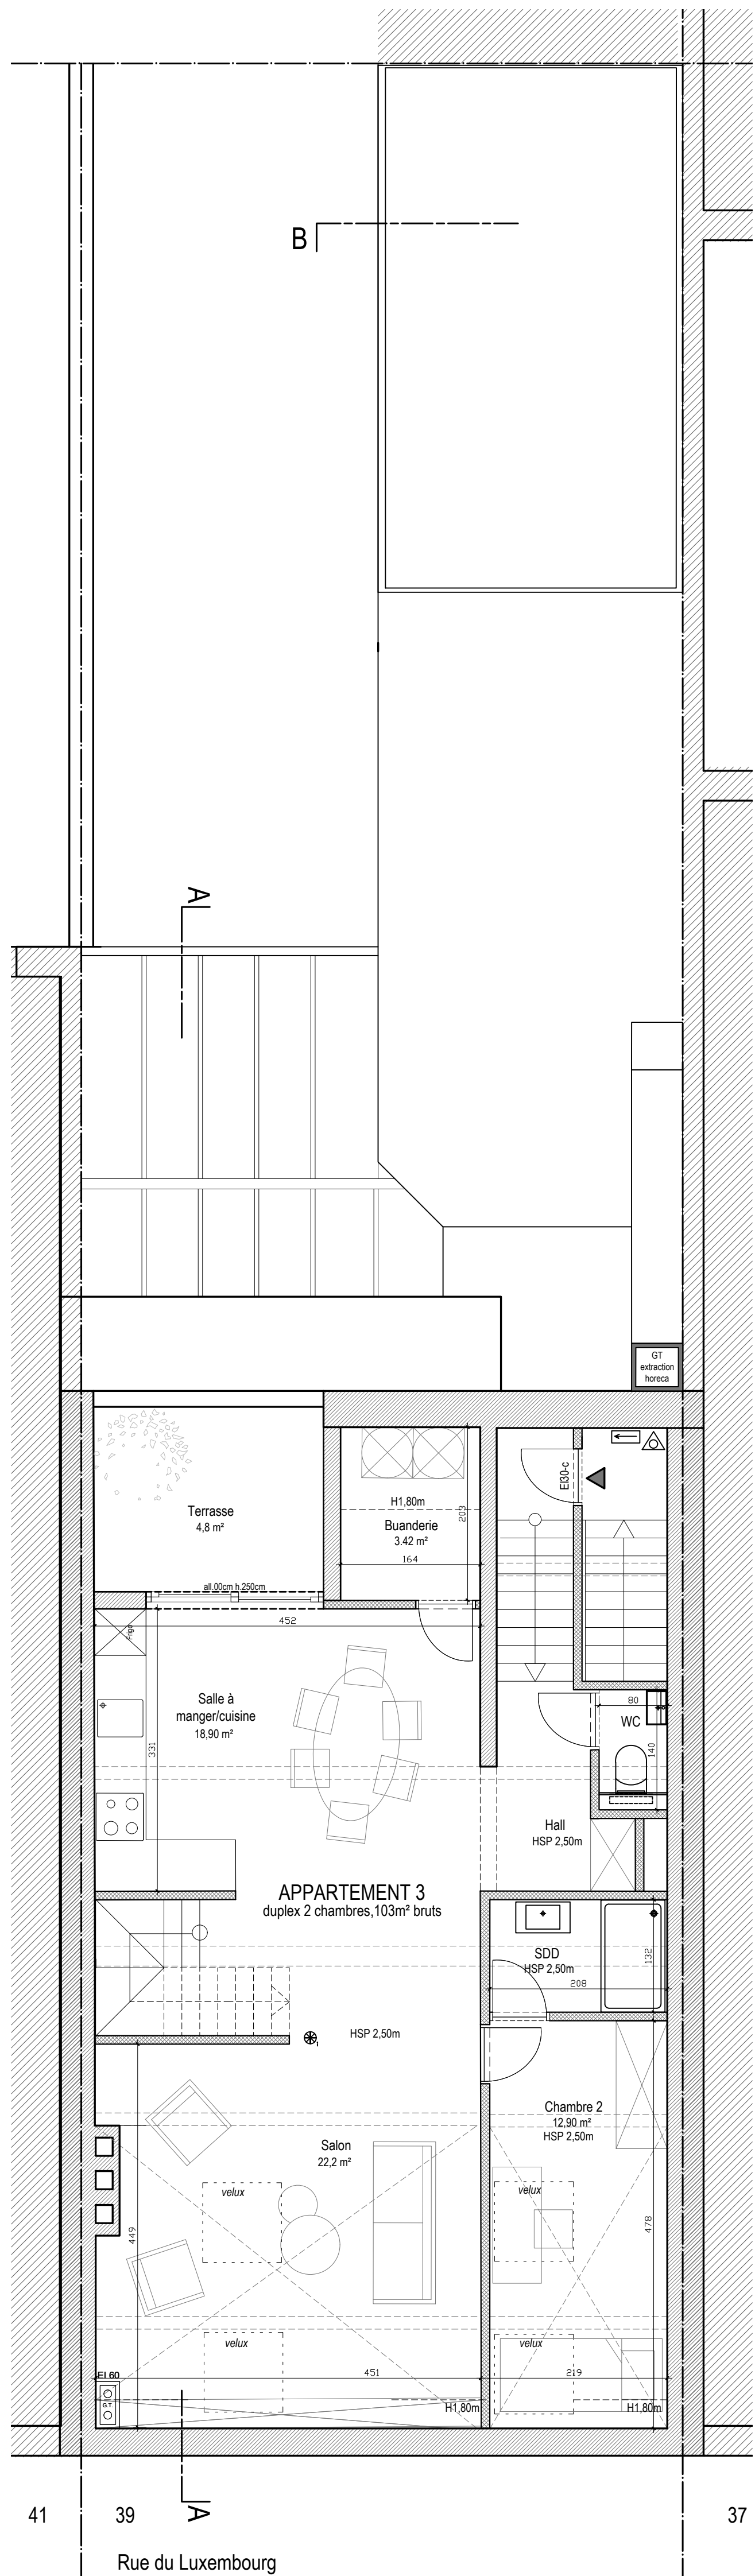 B
A
GT
extraction
horeca
EI30-c
H1,80m
Terrasse
4,8 m²
Buanderie
3.42 m²
203
164
all.00cm h.250cm
452
Frigo
Salle à
manger/cuisine
18,90 m²
331
80
WC
140
Hall
HSP 2,50m
APPARTEMENT 3
duplex 2 chambres,103m² bruts
SDD
HSP 2,50m
132
208
HSP 2,50m
Chambre 2
12,90 m²
HSP 2,50m
Salon
22,2 m²
velux
velux
449
478
velux
velux
EI 60
G.T.
451
219
H1,80m
H1,80m
41
39
A
37
Rue du Luxembourg